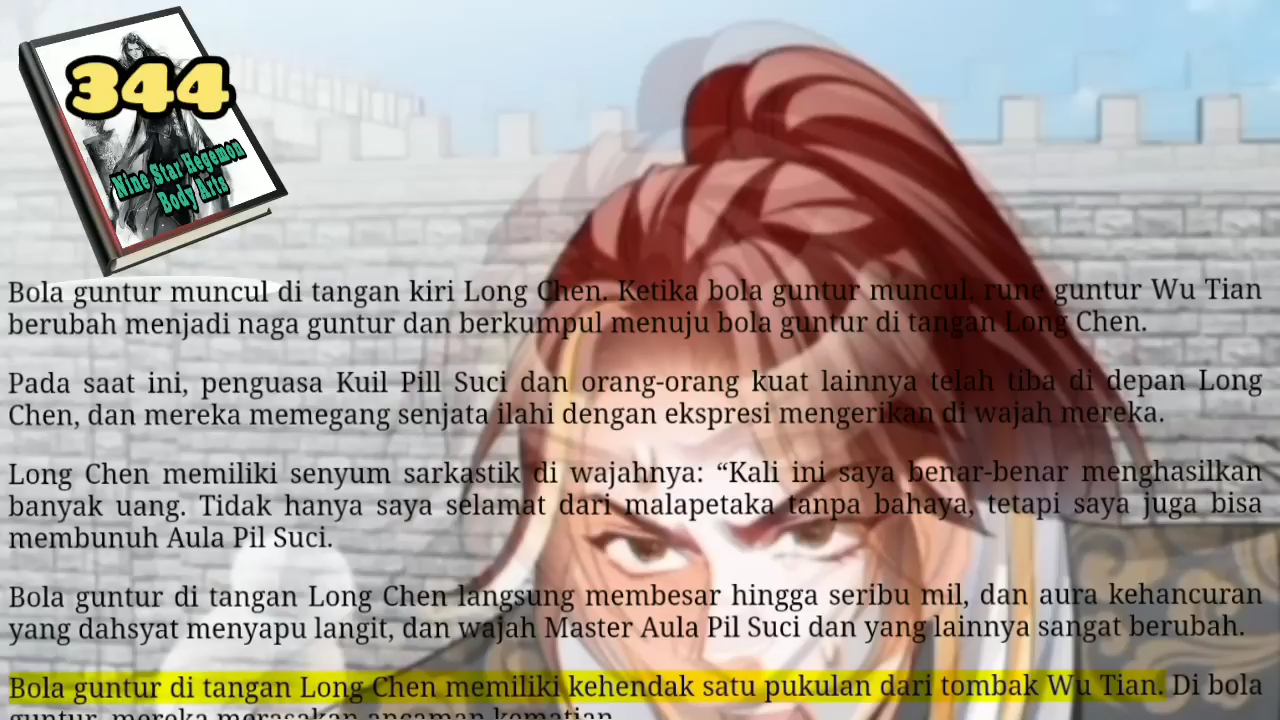 344
Nine Star Hegemon
Body Arts
Bola guntur muncul di tangan kiri Long Chen. Ketika bola guntur muncul, rune guntur Wu Tian
berubah menjadi naga guntur dan berkumpul menuju bola guntur di tangan Long Chen.
Pada saat ini, penguasa Kuil Pill Suci dan orang-orang kuat lainnya telah tiba di depan Long
Chen, dan mereka memegang senjata ilahi dengan ekspresi mengerikan di wajah mereka.
Long Chen memiliki senyum sarkastik di wajahnya: “Kali ini saya benar-benar menghasilkan
banyak uang. Tidak hanya saya selamat dari malapetaka tanpa bahaya, tetapi saya juga bisa
membunuh Aula Pil Suci.
Bola guntur di tangan Long Chen langsung membesar hingga seribu mil, dan aura kehancuran
yang dahsyat menyapu langit, dan wajah Master Aula Pil Suci dan yang lainnya sangat berubah.
Bola guntur di tangan Long Chen memiliki kehendak satu pukulan dari tombak Wu Tian. Di bola
guntur, mereka merasakan ancaman kematian.